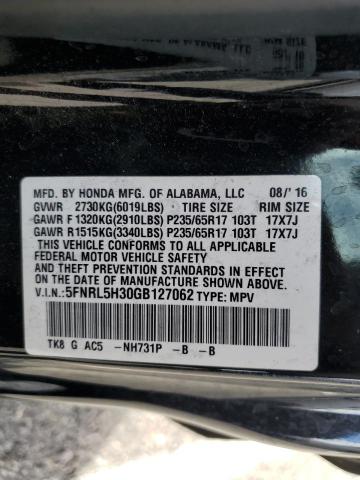 MFD. BY HONDA MFG. OF ALABAMA, LLC 08/'16
GVWR 2730KG(6019LBS) TIRE SIZE RIM SIZE
GAWR F 1320KG(2910LBS) P235/65R17 103T 17X7J
GAWR R1515KG(3340LBS) P235/65R17 103T 17X7J
THIS VEHICLE CONFORMS TO ALL APPLICABLE
FEDERAL MOTOR VEHICLE SAFETY
AND THEFT PREVENTION STANDARDS IN EFFECT
ON THE DATE OF MANUFACTURE SHOWN ABOVE.
V.I.N.:5FNRL5H30GB127062 TYPE: MPV
TK8 G AC5 -NH731P -B -B